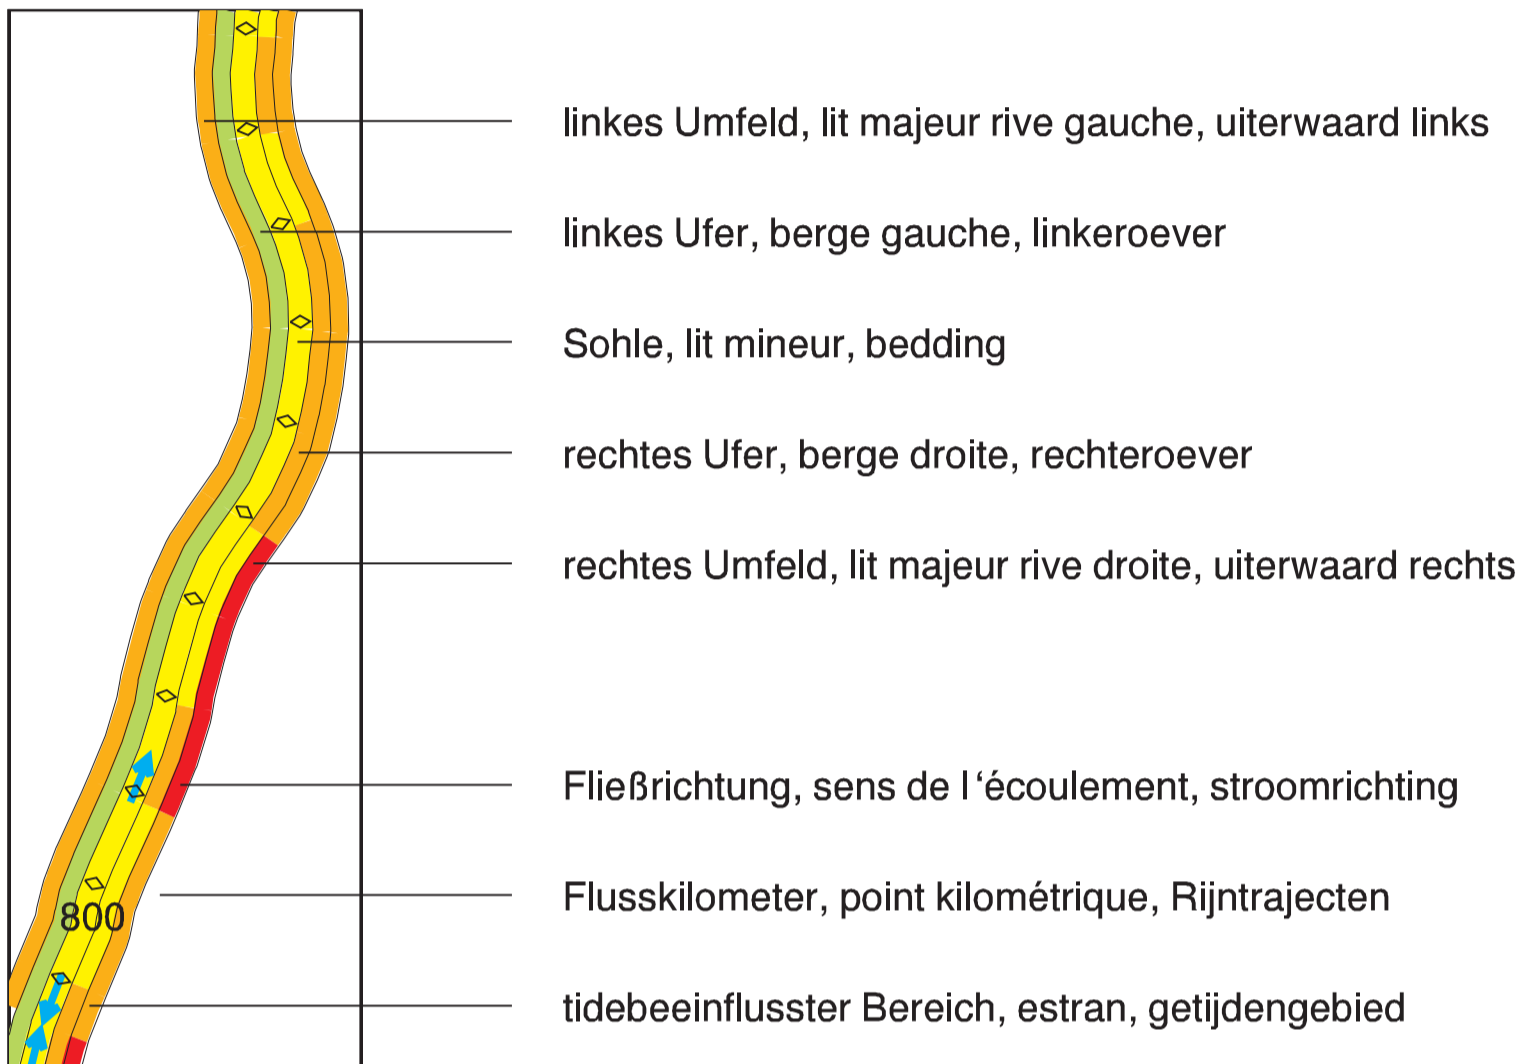 linkes Umfeld, lit majeur rive gauche, uiterwaard links
linkes Ufer, berge gauche, linkeroever
Sohle, lit mineur, bedding
rechtes Ufer, berge droite, rechteroever
rechtes Umfeld, lit majeur rive droite, uiterwaard rechts
Fließrichtung, sens de l‘écoulement, stroomrichting
Flusskilometer, point kilométrique, Rijntrajecten
800
tidebeeinflusster Bereich, estran, getijdengebied